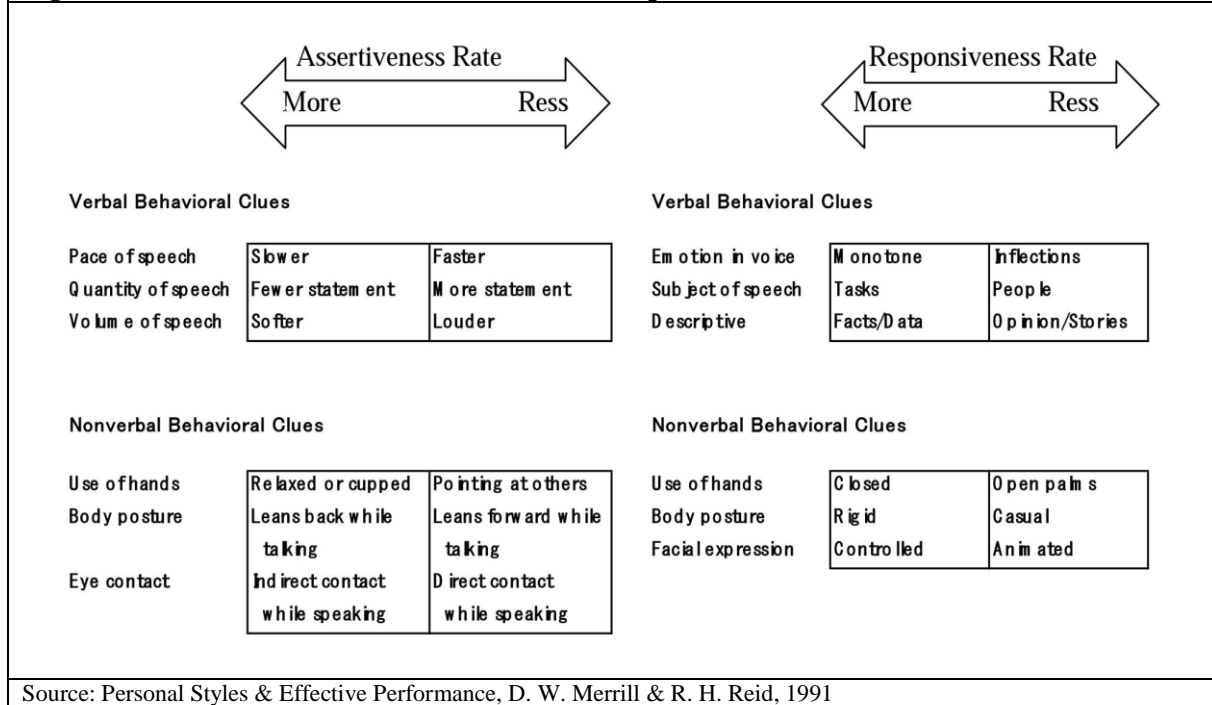 Assertiveness Rate Responsiveness Rate
More Ress More Ress
Verbal Behavioral Clues Verbal Behavioral Clues
Pace of speech Slower Faster Emotion in voice Monotone Inflections
Quantity of speech Fewer statement More statement Subject of speech Tasks People
Volume of speech Softer Louder Descriptive Facts/Data Opinion/Stories
Nonverbal Behavioral Clues Nonverbal Behavioral Clues
Use of hands Relaxed or cupped Pointing at others Use of hands Closed Open palms
Body posture Leans back while Leans forward while Body posture Rigid Casual
talking talking Facial expression Controlled Animated
Eye contact Indirect contact Direct contact
while speaking while speaking
Source: Personal Styles & Effective Performance, D. W. Merrill & R. H. Reid, 1991